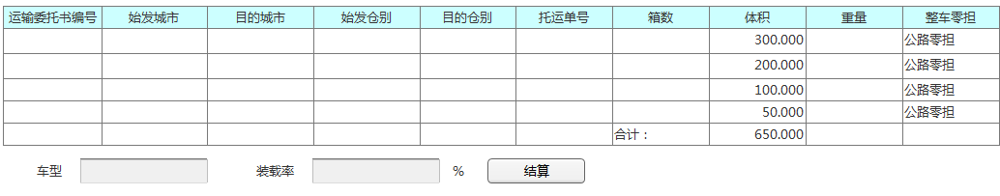 运输委托书编号 始发城市 目的城市 始发仓别 目的仓别 托运单号 箱数 体积 重量 整车零担
300.000 公路零担
200.000 公路零担
100.000 公路零担
50.000 公路零担
合计： 650.000
车型 装载率 % 结算